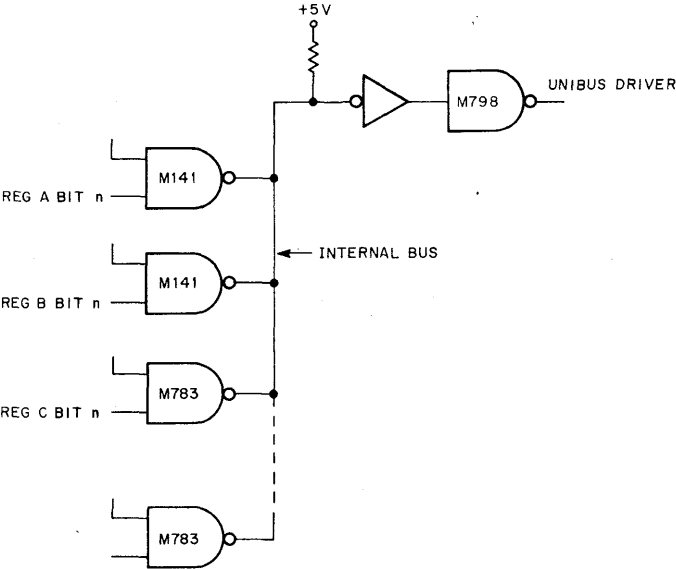 +5V
UNIBUS DRIVER
M798
M141
REG A BIT n
INTERNAL BUS
M141
REG B BIT n
M783
REG C BIT n
M783